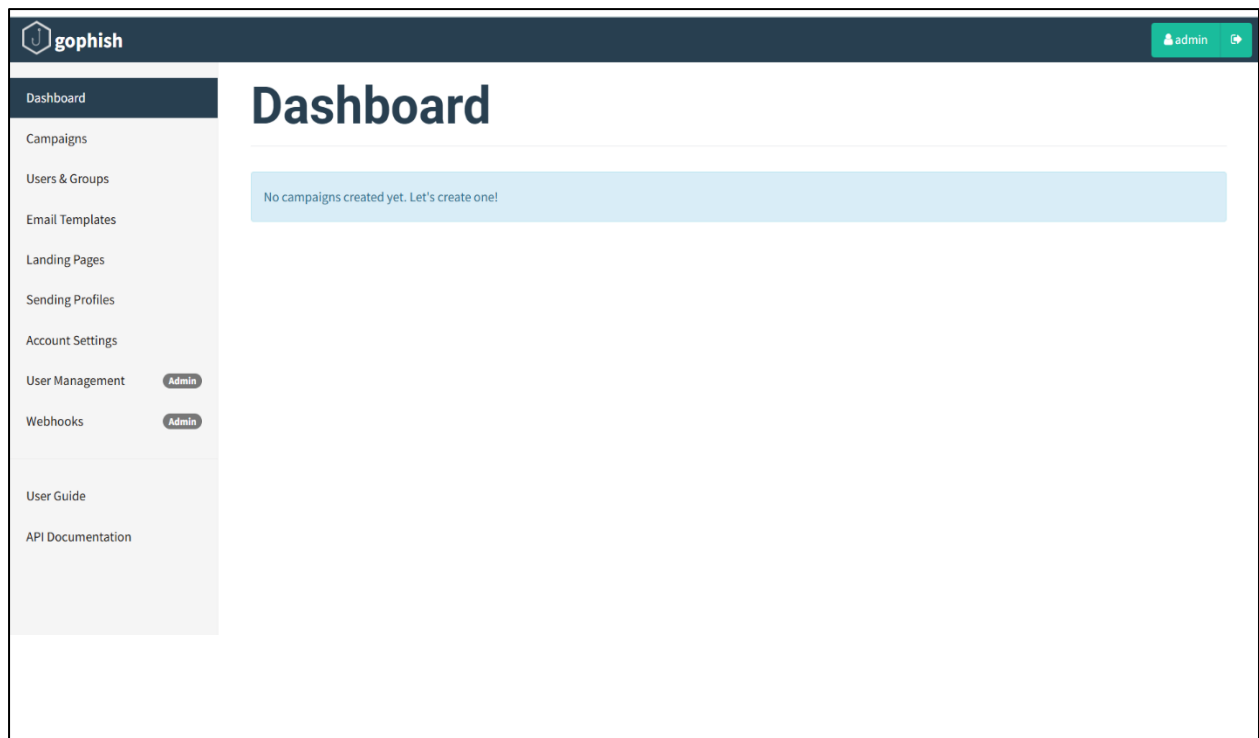 gophish
admin
Dashboard
Campaigns
Users & Groups
Email Templates
Landing Pages
Sending Profiles
Account Settings
User Management Admin
Webhooks Admin
User Guide
API Documentation
Dashboard
No campaigns created yet. Let's create one!